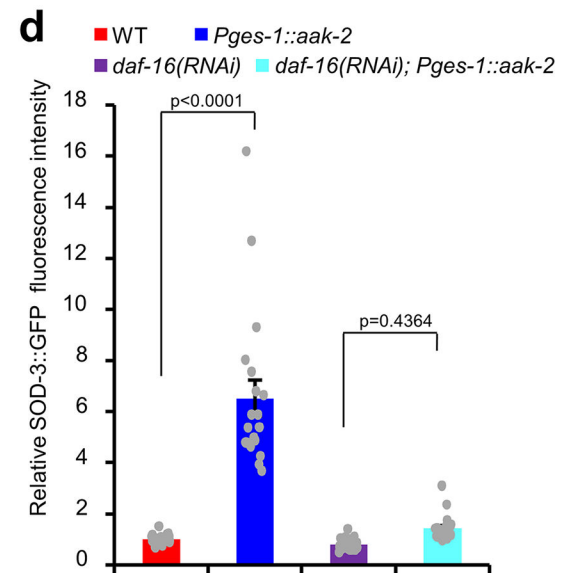 d
WT
Pges-1::aak-2
daf-16(RNAi)
daf-16(RNAi); Pges-1::aak-2
Relative SOD-3::GFP fluorescence intensity
18
16
14
12
10
8
6
4
2
0
p<0.0001
p=0.4364